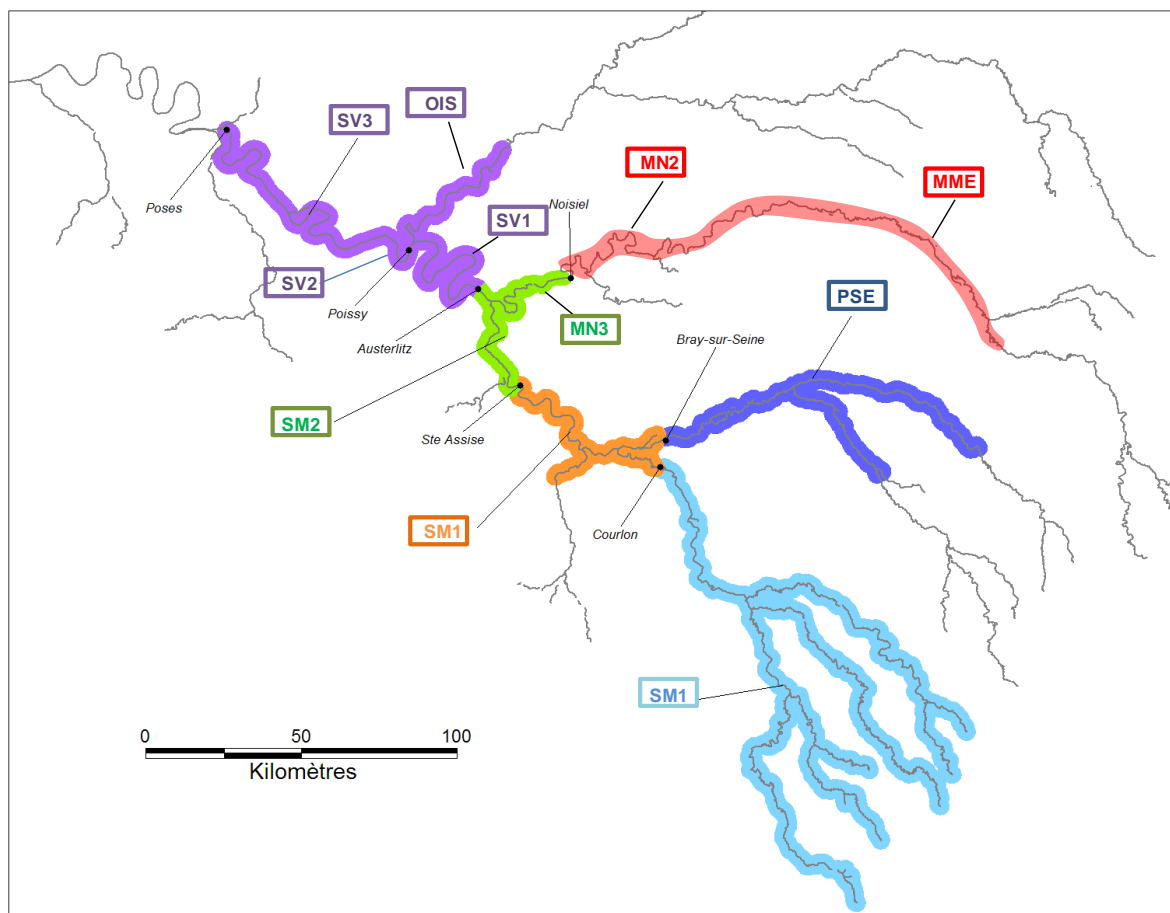 OIS
SV3
MN2
MME
Poses
Noisiel
SV1
SV2
PSE
Poissy
MN3
Austerlitz
Bray-sur-Seine
SM2
Ste Assise
SM1
Courlon
SM1
0 50 100
Kilomètres